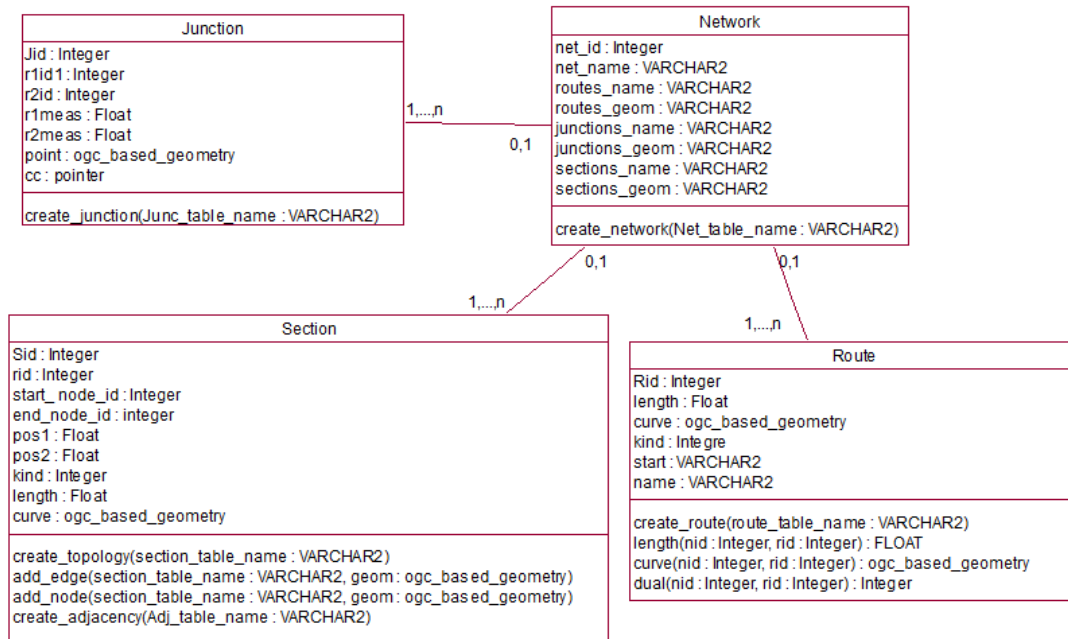 Junction
Jid : Integer
r1id1 : Integer
r2id : Integer
r1meas : Float
r2meas : Float
point : ogc_based_geometry
cc : pointer
create_junction(Junc_table_name : VARCHAR2)
Network
net_id : Integer
net_name : VARCHAR2
routes_name : VARCHAR2
routes_geom : VARCHAR2
junctions_name : VARCHAR2
junctions_geom : VARCHAR2
sections_name : VARCHAR2
sections_geom : VARCHAR2
create_network(Net_table_name : VARCHAR2)
1,...,n
0,1
0,1
0,1
1,...,n
1,...,n
Section
Sid : Integer
rid : Integer
start_ node_id : Integer
end_node_id : integer
pos1 : Float
pos2 : Float
kind : Integer
length : Float
curve : ogc_based_geometry
create_topology(section_table_name : VARCHAR2)
add_edge(section_table_name : VARCHAR2, geom : ogc_based_geometry)
add_node(section_table_name : VARCHAR2, geom : ogc_based_geometry)
create_adjacency(Adj_table_name : VARCHAR2)
Route
Rid : Integer
length : Float
curve : ogc_based_geometry
kind : Integre
start : VARCHAR2
name : VARCHAR2
create_route(route_table_name : VARCHAR2)
length(nid : Integer, rid : Integer) : FLOAT
curve(nid : Integer, rid : Integer) : ogc_based_geometry
dual(nid : Integer, rid : Integer) : Integer